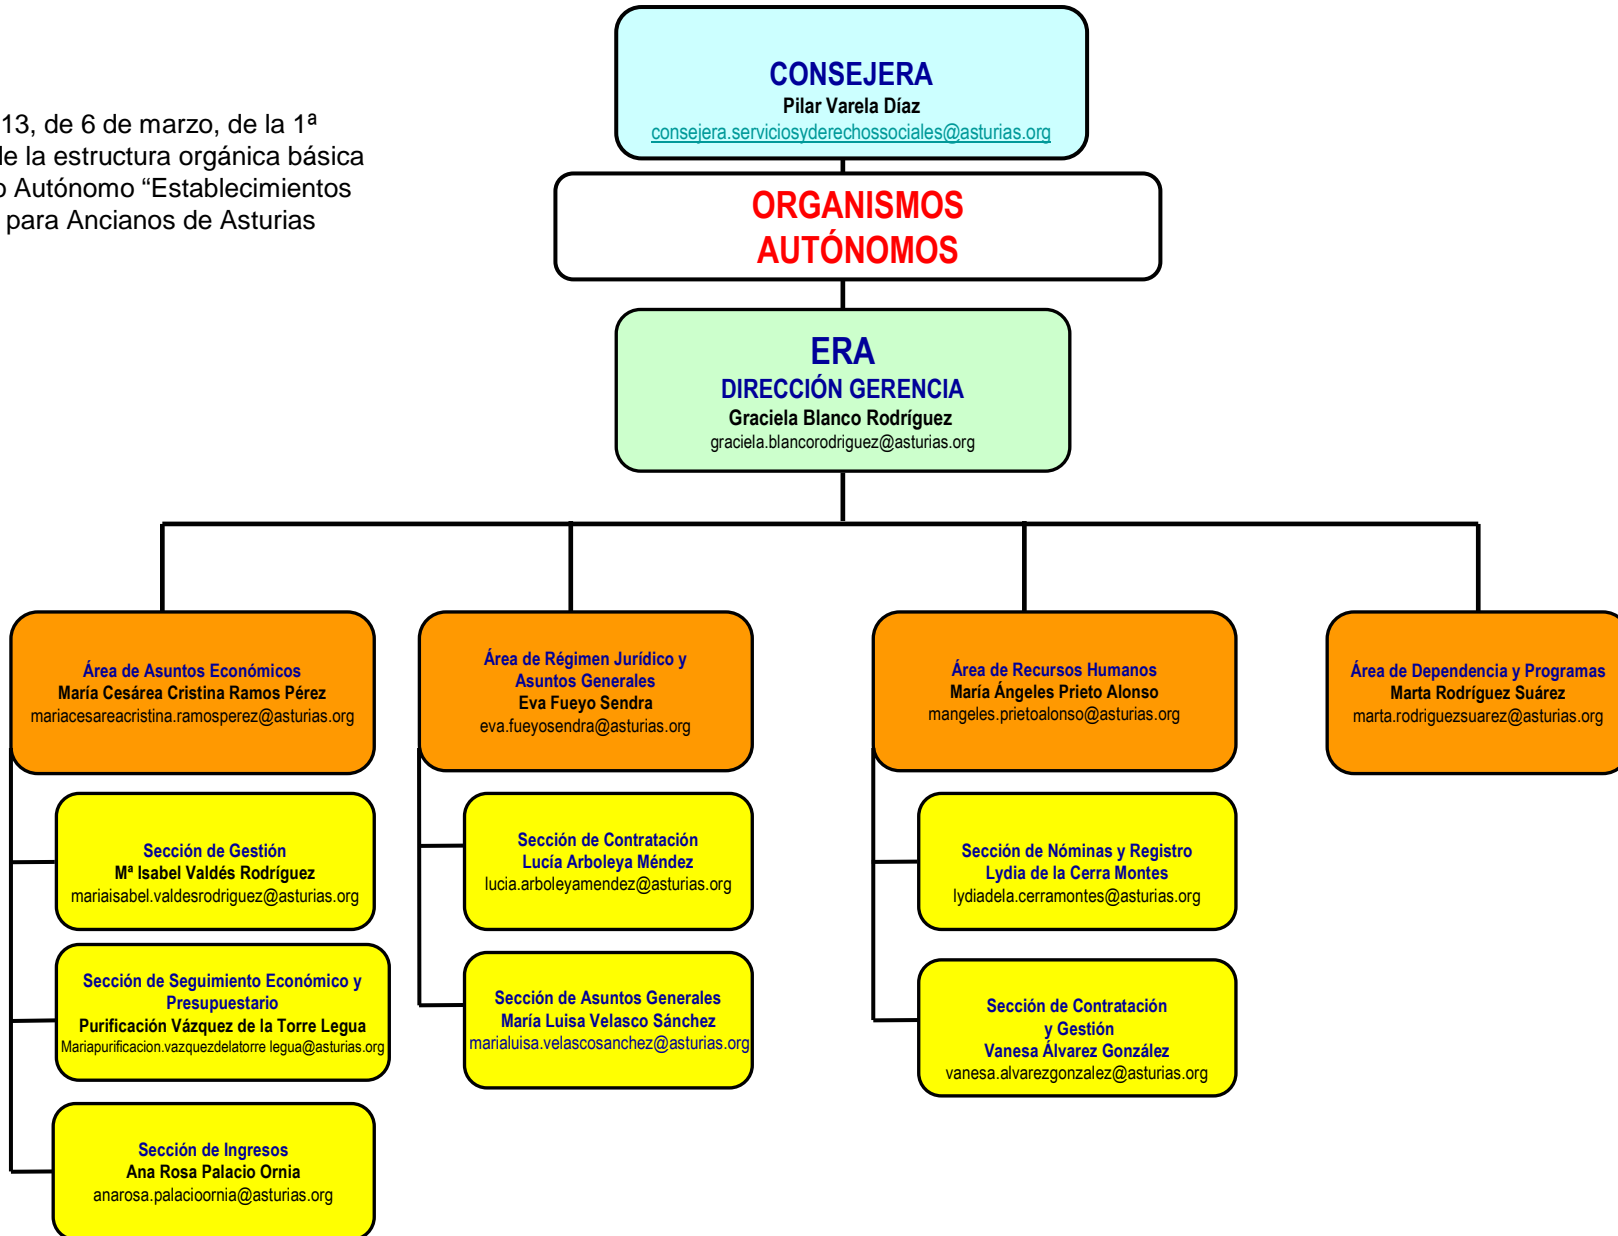 CONSEJERA
Pilar Varela Díaz
consejera.serviciosyderechossociales@asturias.org
13, de 6 de marzo, de la 1ª
de la estructura orgánica básica
o Autónomo “Establecimientos
para Ancianos de Asturias
ORGANISMOS
AUTÓNOMOS
ERA
DIRECCIÓN GERENCIA
Graciela Blanco Rodríguez
graciela.blancorodriguez@asturias.org
Área de Asuntos Económicos
María Cesárea Cristina Ramos Pérez
mariacesareacristina.ramosperez@asturias.org
Sección de Gestión
Mª Isabel Valdés Rodríguez
mariaisabel.valdesrodriguez@asturias.org
Sección de Seguimiento Económico y
Presupuestario
Purificación Vázquez de la Torre Legua
Mariapurificacion.vazquezdelatorre legua@asturias.org
Sección de Ingresos
Ana Rosa Palacio Ornia
anarosa.palacioornia@asturias.org
Área de Régimen Jurídico y
Asuntos Generales
Eva Fueyo Sendra
eva.fueyosendra@asturias.org
Sección de Contratación
Lucía Arboleya Méndez
lucia.arboleyamendez@asturias.org
Sección de Asuntos Generales
María Luisa Velasco Sánchez
marialuisa.velascosanchez@asturias.org
Área de Recursos Humanos
María Ángeles Prieto Alonso
mangeles.prietoalonso@asturias.org
Sección de Nóminas y Registro
Lydia de la Cerra Montes
lydiadela.cerramontes@asturias.org
Sección de Contratación
y Gestión
Vanesa Álvarez González
vanesa.alvarezgonzalez@asturias.org
Área de Dependencia y Programas
Marta Rodríguez Suárez
marta.rodriguezsuarez@asturias.org